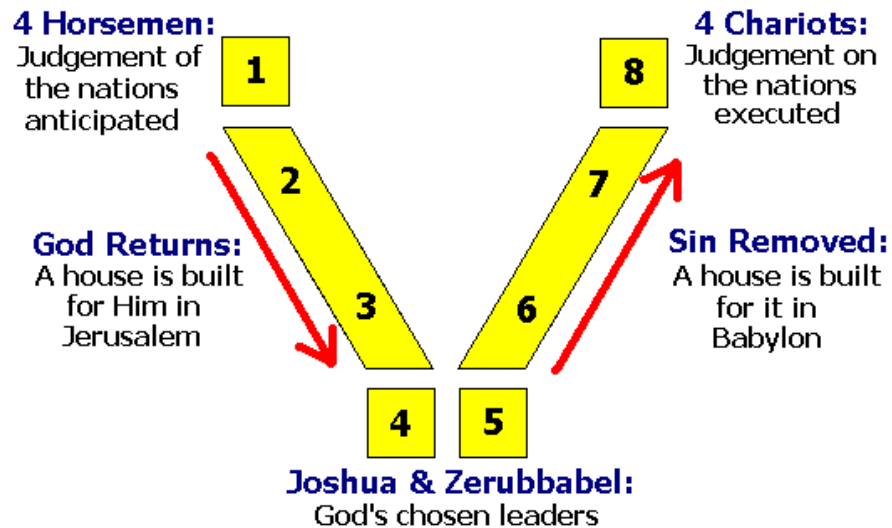 4 Horsemen:
Judgement of
the nations
anticipated
1
2
God Returns:
A house is built
for Him in
Jerusalem
3
4
5
Joshua & Zerubbabel:
God's chosen leaders
6
7
Sin Removed:
A house is built
for it in
Babylon
8
4 Chariots:
Judgement on
the nations
executed